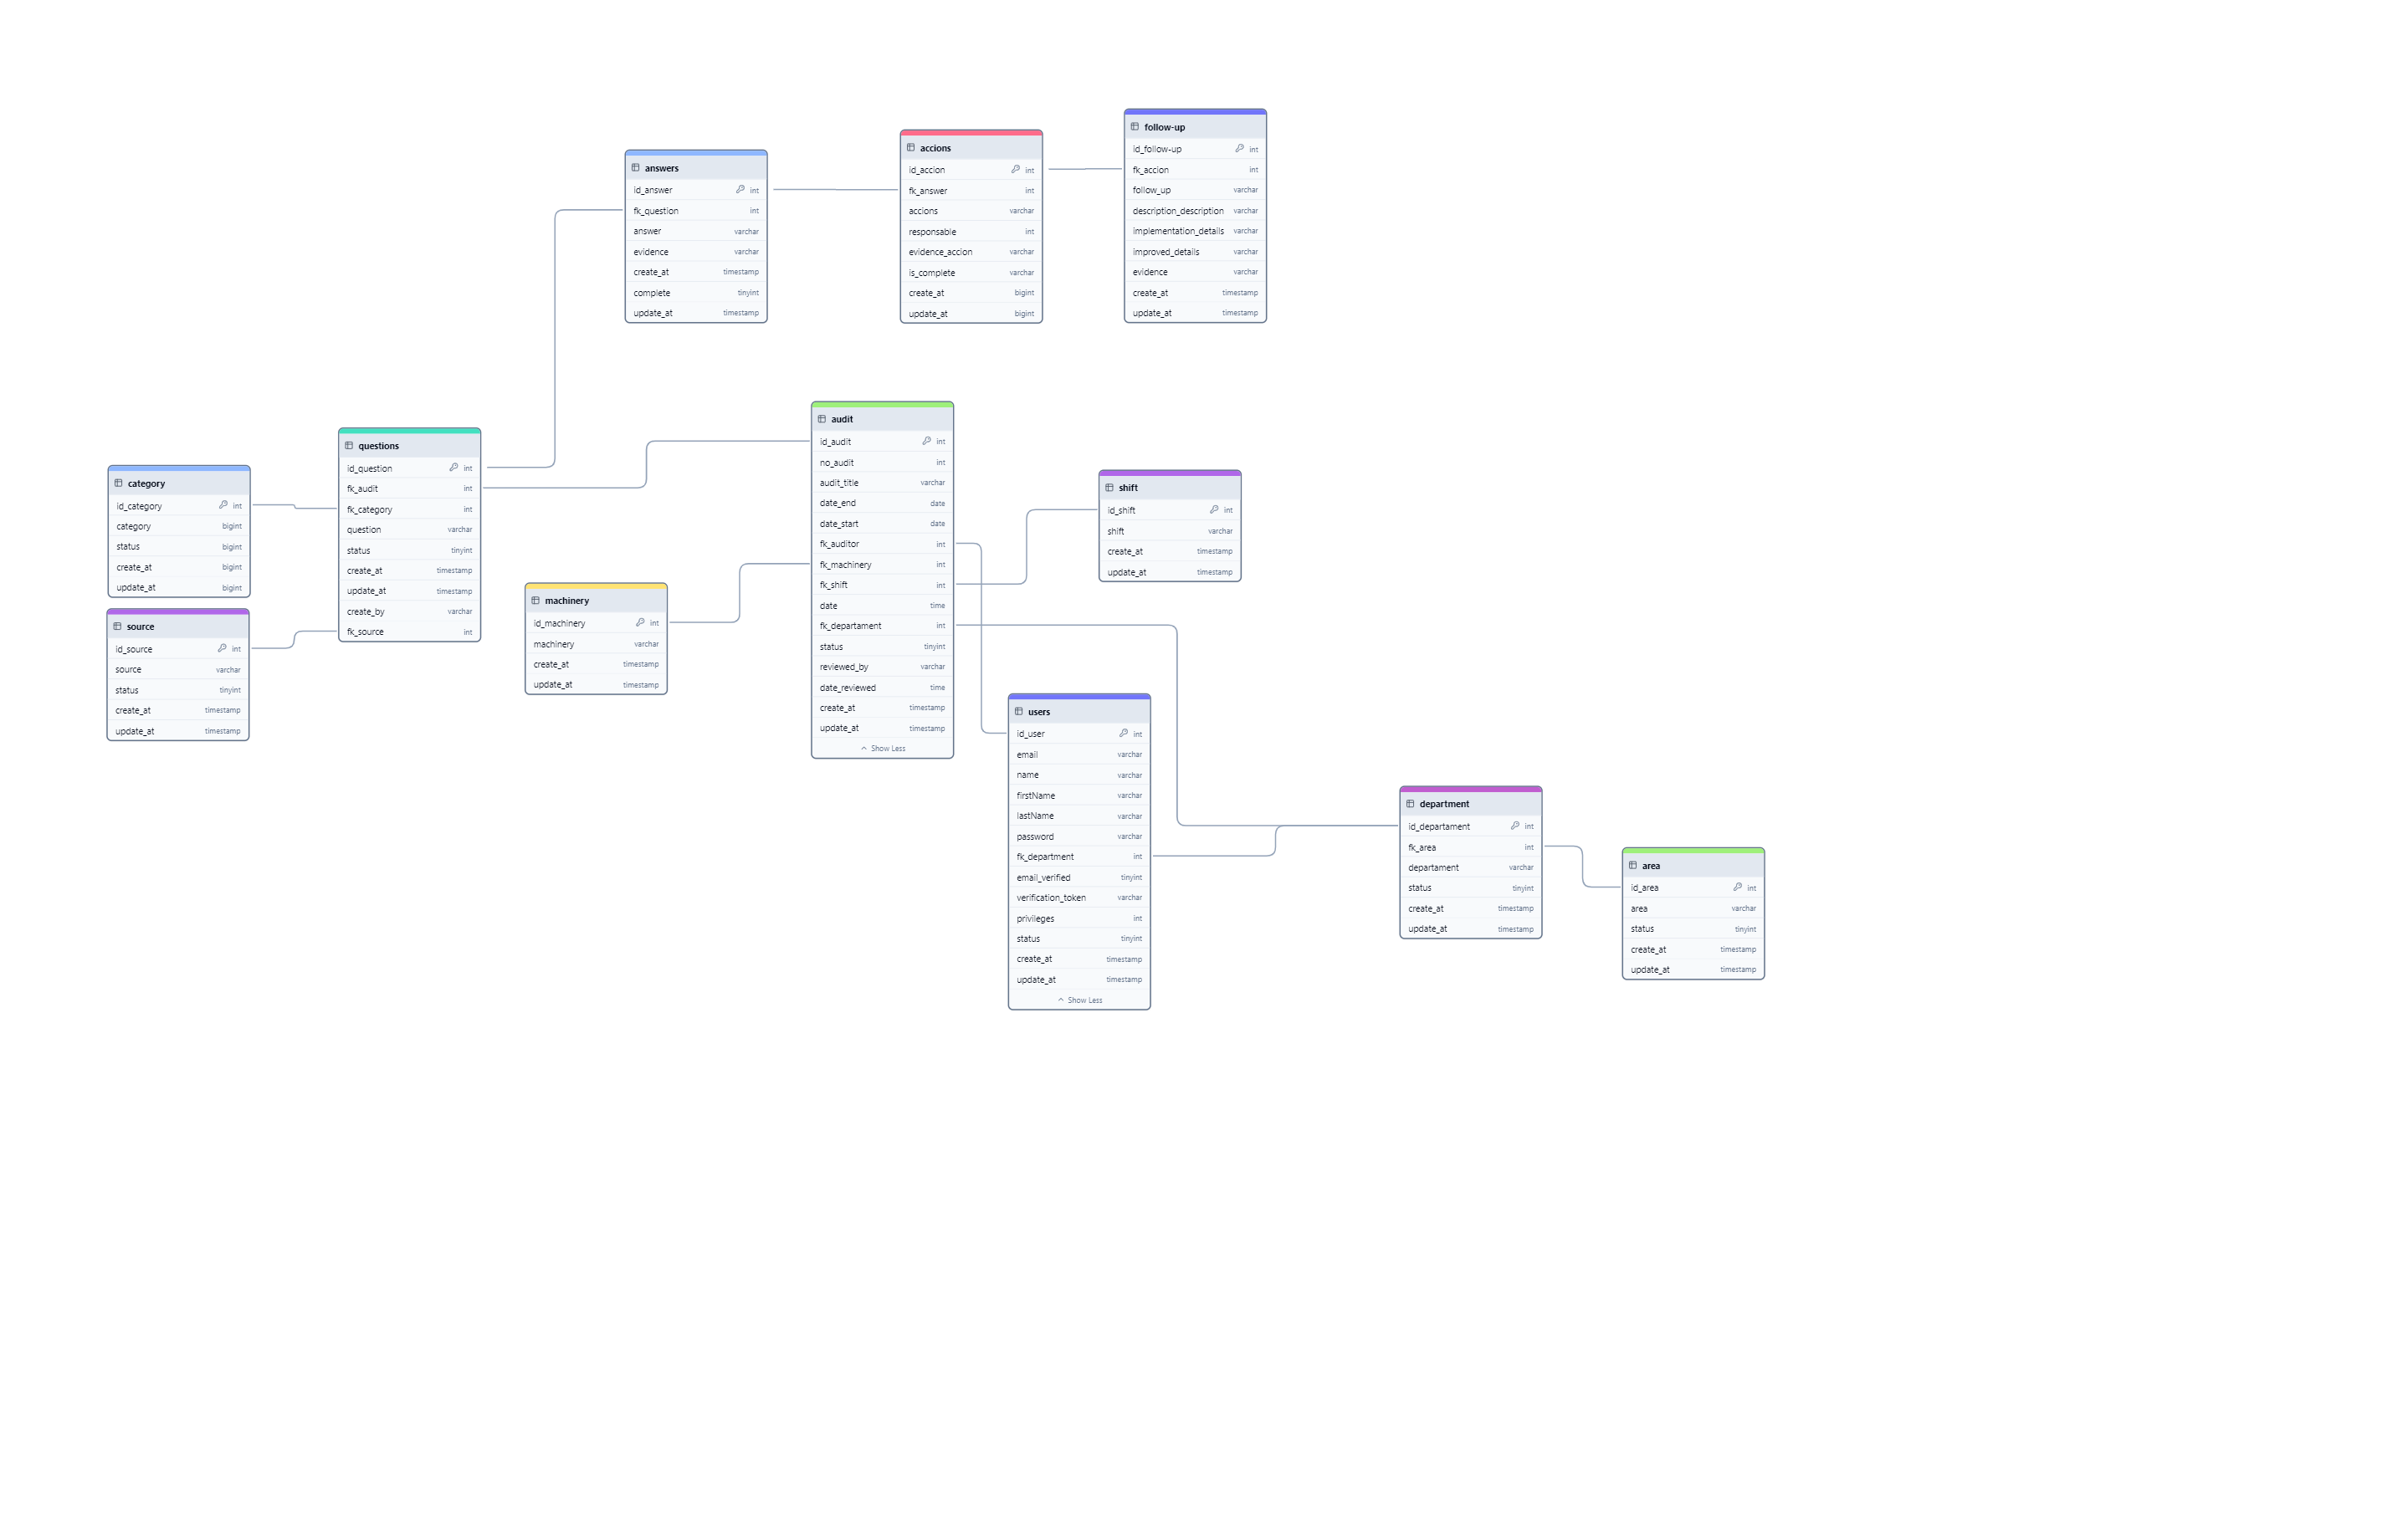 follow-up
id_follow-up int
fk_accion int
follow_up varchar
description_description varchar
implementation_details varchar
improved_details varchar
evidence varchar
create_at timestamp
update_at timestamp
accions
id_accion int
fk_answer int
accions varchar
responsable int
evidence_accion varchar
is_complete varchar
create_at bigint
update_at bigint
answers
id_answer int
fk_question int
answer varchar
evidence varchar
create_at timestamp
complete tinyint
update_at timestamp
audit
id_audit int
no_audit int
audit_title varchar
date_end date
date_start date
fk_auditor int
fk_machinery int
fk_shift int
date time
fk_departament int
status tinyint
reviewed_by varchar
date_reviewed time
create_at timestamp
update_at timestamp
Show Less
questions
id_question int
fk_audit int
fk_category int
question varchar
status tinyint
create_at timestamp
update_at timestamp
create_by varchar
fk_source int
category
id_category int
category bigint
status bigint
create_at bigint
update_at bigint
source
id_source int
source varchar
status tinyint
create_at timestamp
update_at timestamp
machinery
id_machinery int
machinery varchar
create_at timestamp
update_at timestamp
shift
id_shift int
shift varchar
create_at timestamp
update_at timestamp
users
id_user int
email varchar
name varchar
firstName varchar
lastName varchar
password varchar
fk_department int
email_verified tinyint
verification_token varchar
privileges int
status tinyint
create_at timestamp
update_at timestamp
Show Less
department
id_departament int
fk_area int
departament varchar
status tinyint
create_at timestamp
update_at timestamp
area
id_area int
area varchar
status tinyint
create_at timestamp
update_at timestamp